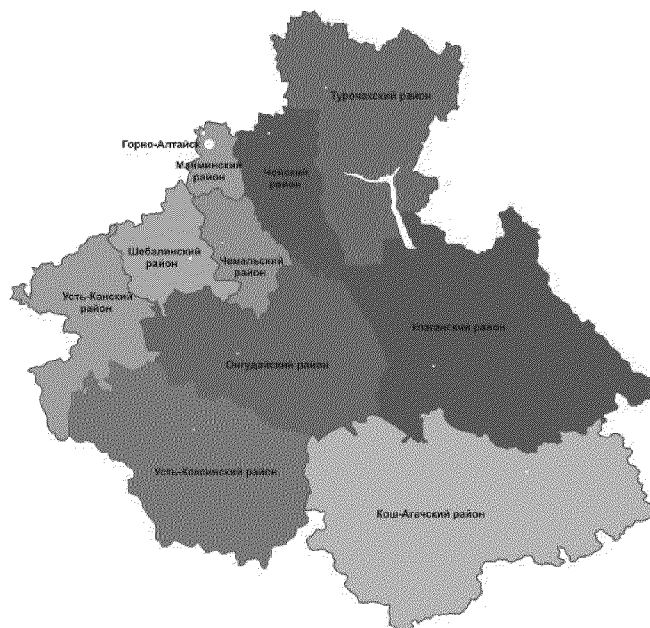 Турочакский район
Горно-Алтайск
Майминский
район
Чойский
район
Шебалинский
район
Чемальский
район
Усть-Канский
район
Улаганский район
Онгудайский район
Усть-Коксинский район
Кош-Агачский район